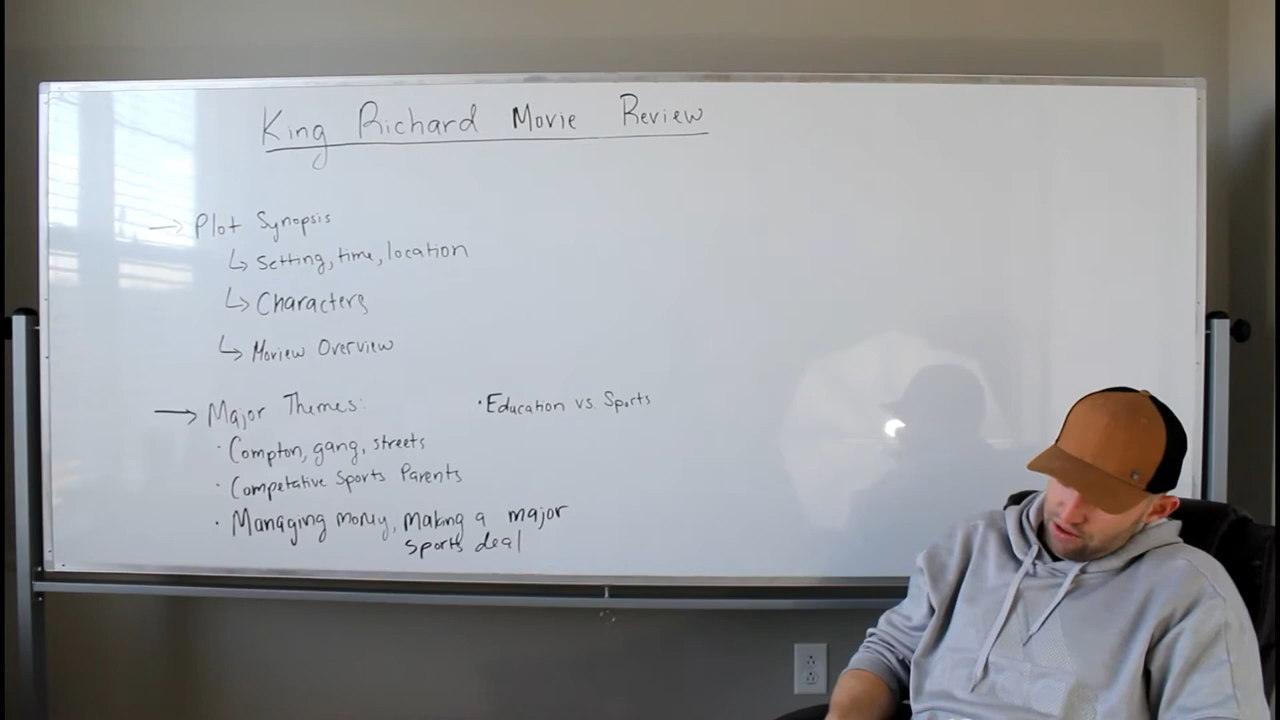 King Richard Movie Review
→ Plot Synopsis
↳ Setting, time, location
↳ Characters
↳ Moview Overview
→ Major Themes:
· Compton, gang, streets
· Competative Sports Parents
· Managing money, making a major
sports deal
· Education vs. Sports